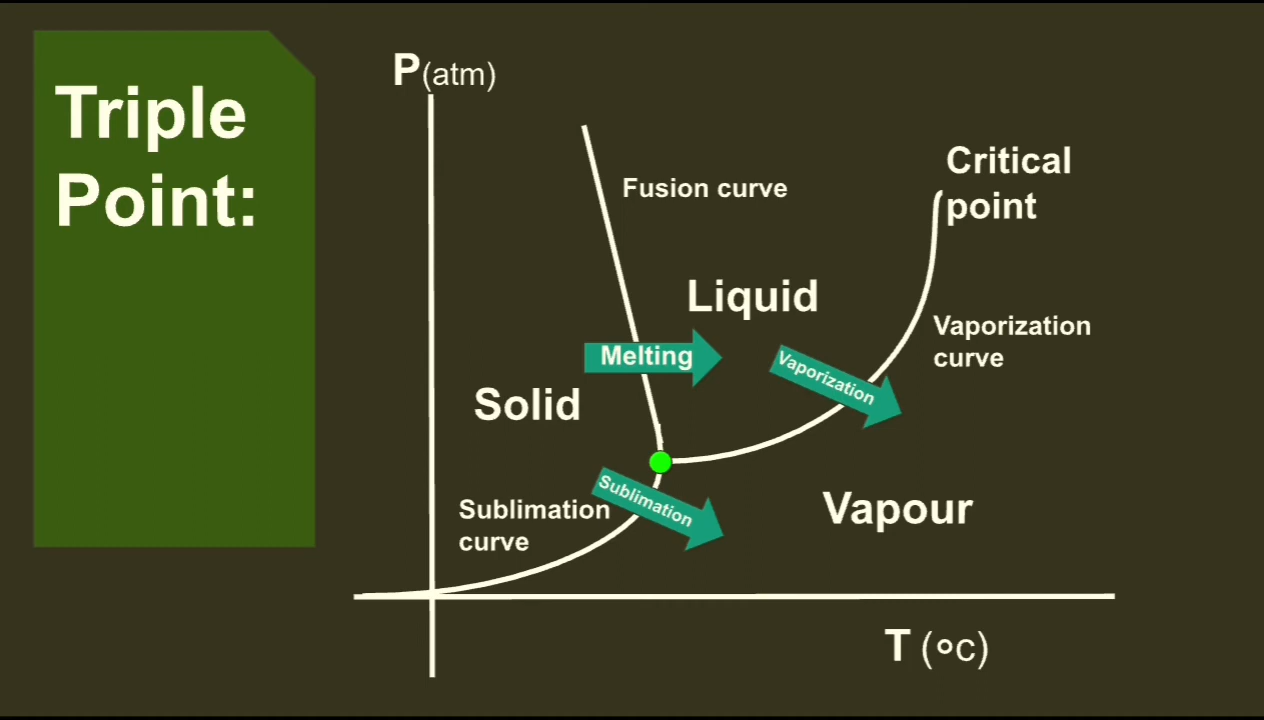 Triple
Point:
P(atm)
Fusion curve
Critical
point
Liquid
Vaporization
curve
Melting
Vaporization
Solid
Sublimation
Sublimation
curve
Vapour
T (°c)